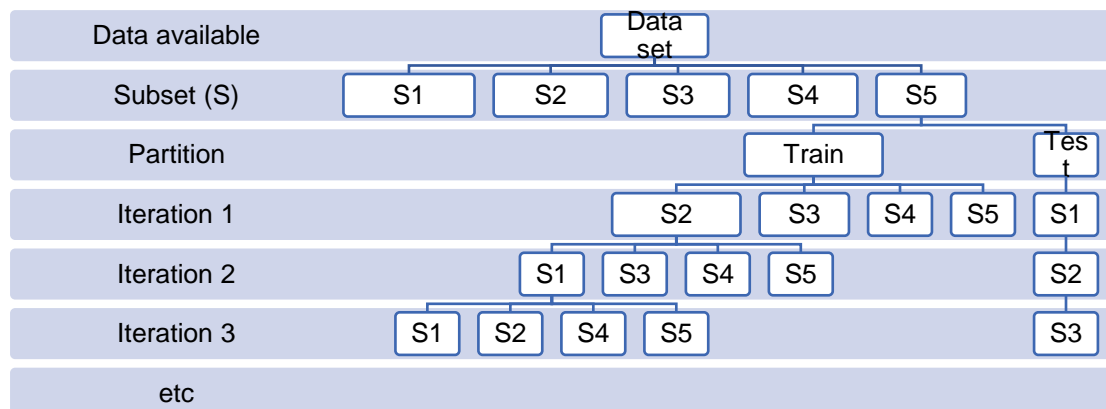 Data available
Data
set
Subset (S)
S1 S2 S3 S4 S5
Partition
Train
Tes
t
Iteration 1
S2 S3 S4 S5 S1
Iteration 2
S1 S3 S4 S5 S2
Iteration 3
S1 S2 S4 S5 S3
etc